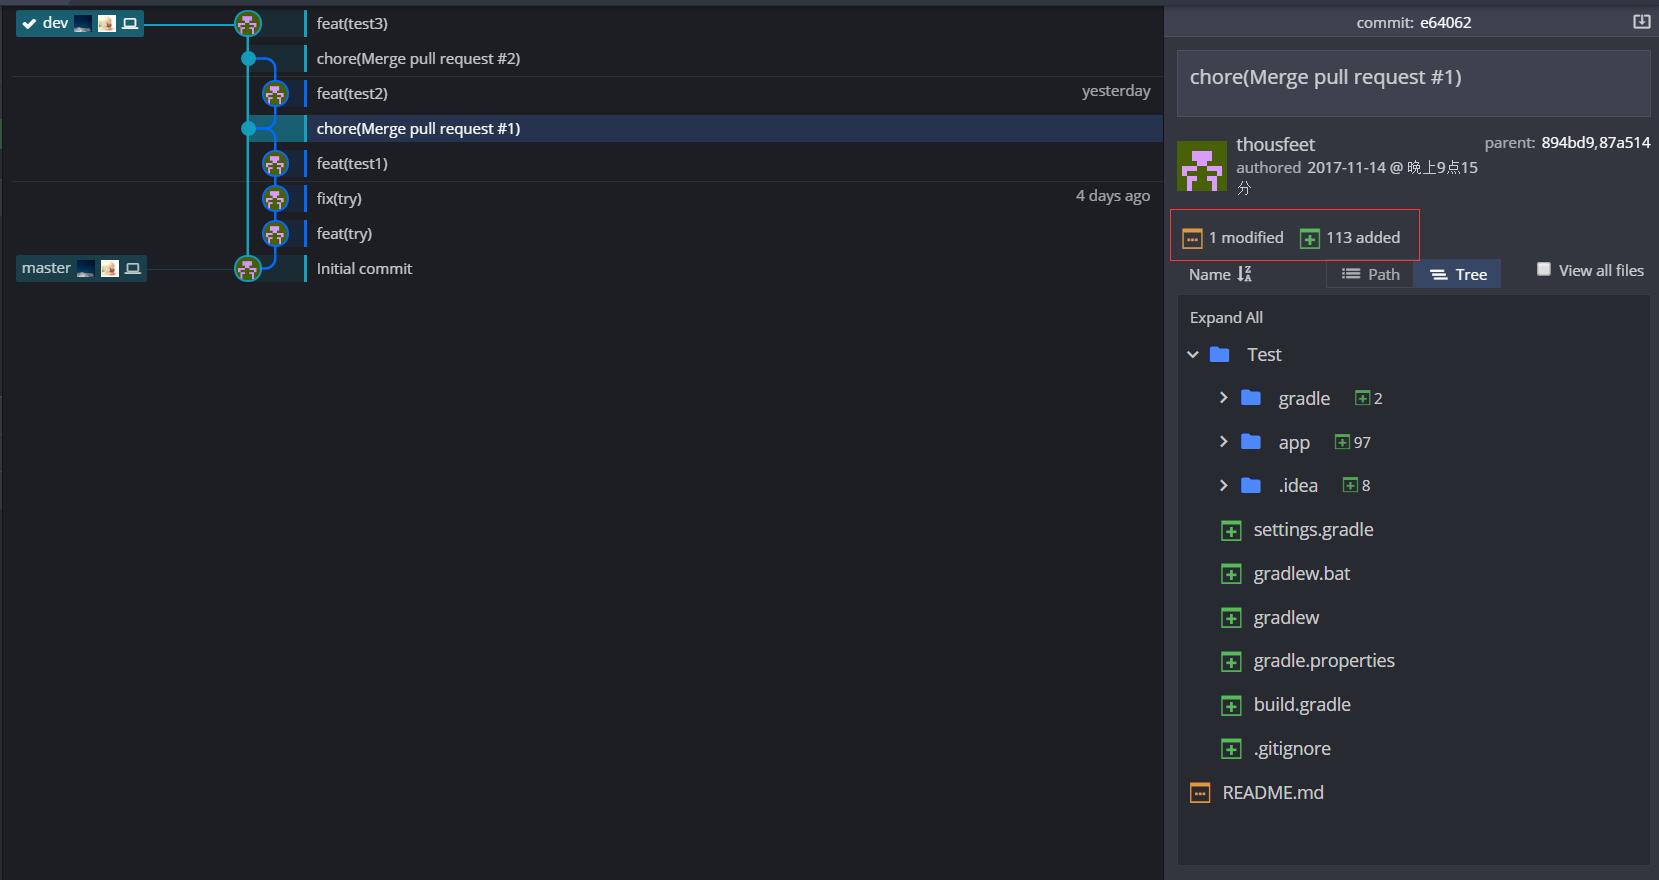 dev
feat(test3)
chore(Merge pull request #2)
feat(test2)
yesterday
chore(Merge pull request #1)
feat(test1)
fix(try)
4 days ago
feat(try)
master
Initial commit
commit: e64062
chore(Merge pull request #1)
thousfeet
parent: 894bd9,87a514
authored 2017-11-14 @ 晚上9点15
分
1 modified
113 added
Name
Path
Tree
View all files
Expand All
Test
gradle 2
app 97
.idea 8
settings.gradle
gradlew.bat
gradlew
gradle.properties
build.gradle
.gitignore
README.md